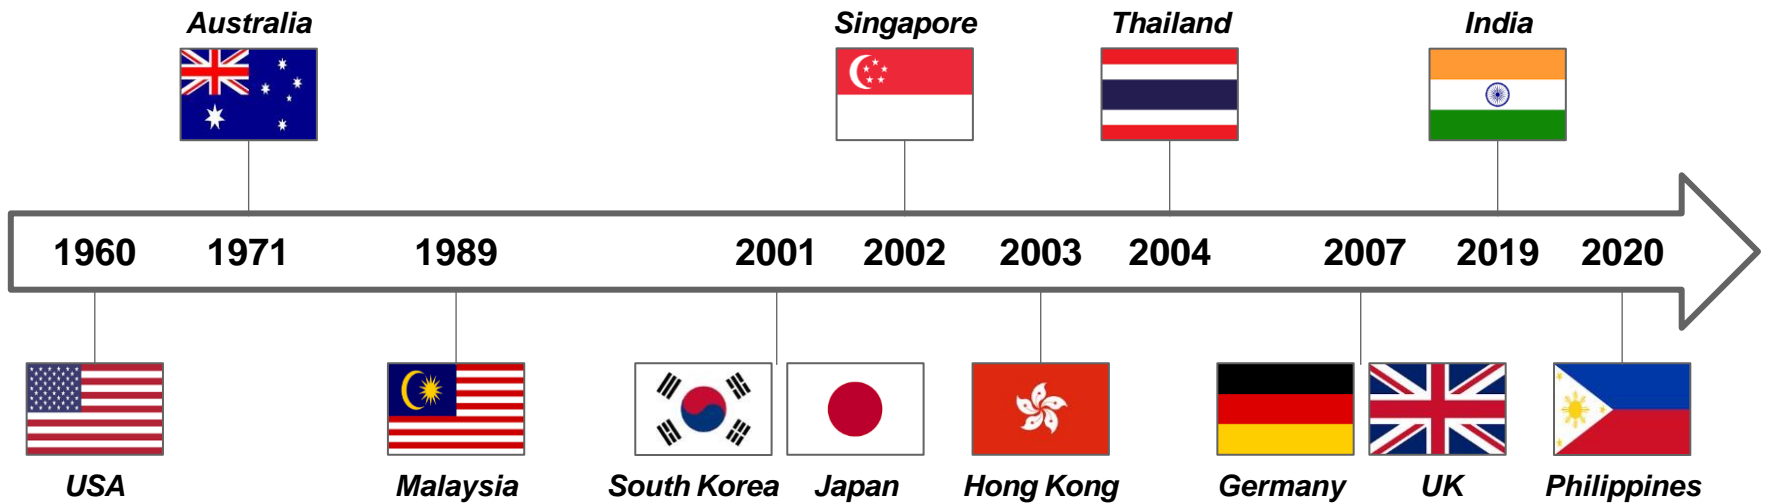 Australia
Singapore
Thailand
India
1960
1971
1989
2001
2002
2003
2004
2007
2019
2020
USA
Malaysia
South Korea
Japan
Hong Kong
Germany
UK
Philippines